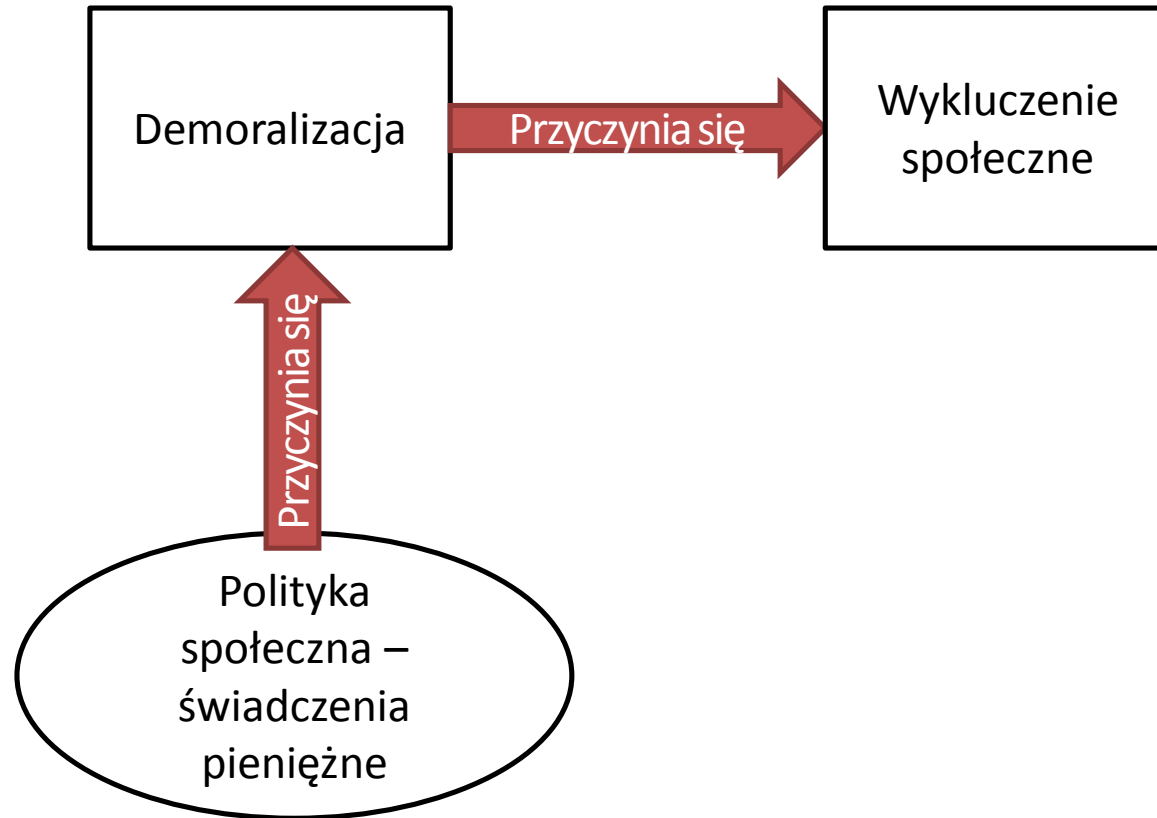 Demoralizacja
Przyczynia się
Wykluczenie
społeczne
Przyczynia się
Polityka
społeczna –
świadczenia
pieniężne